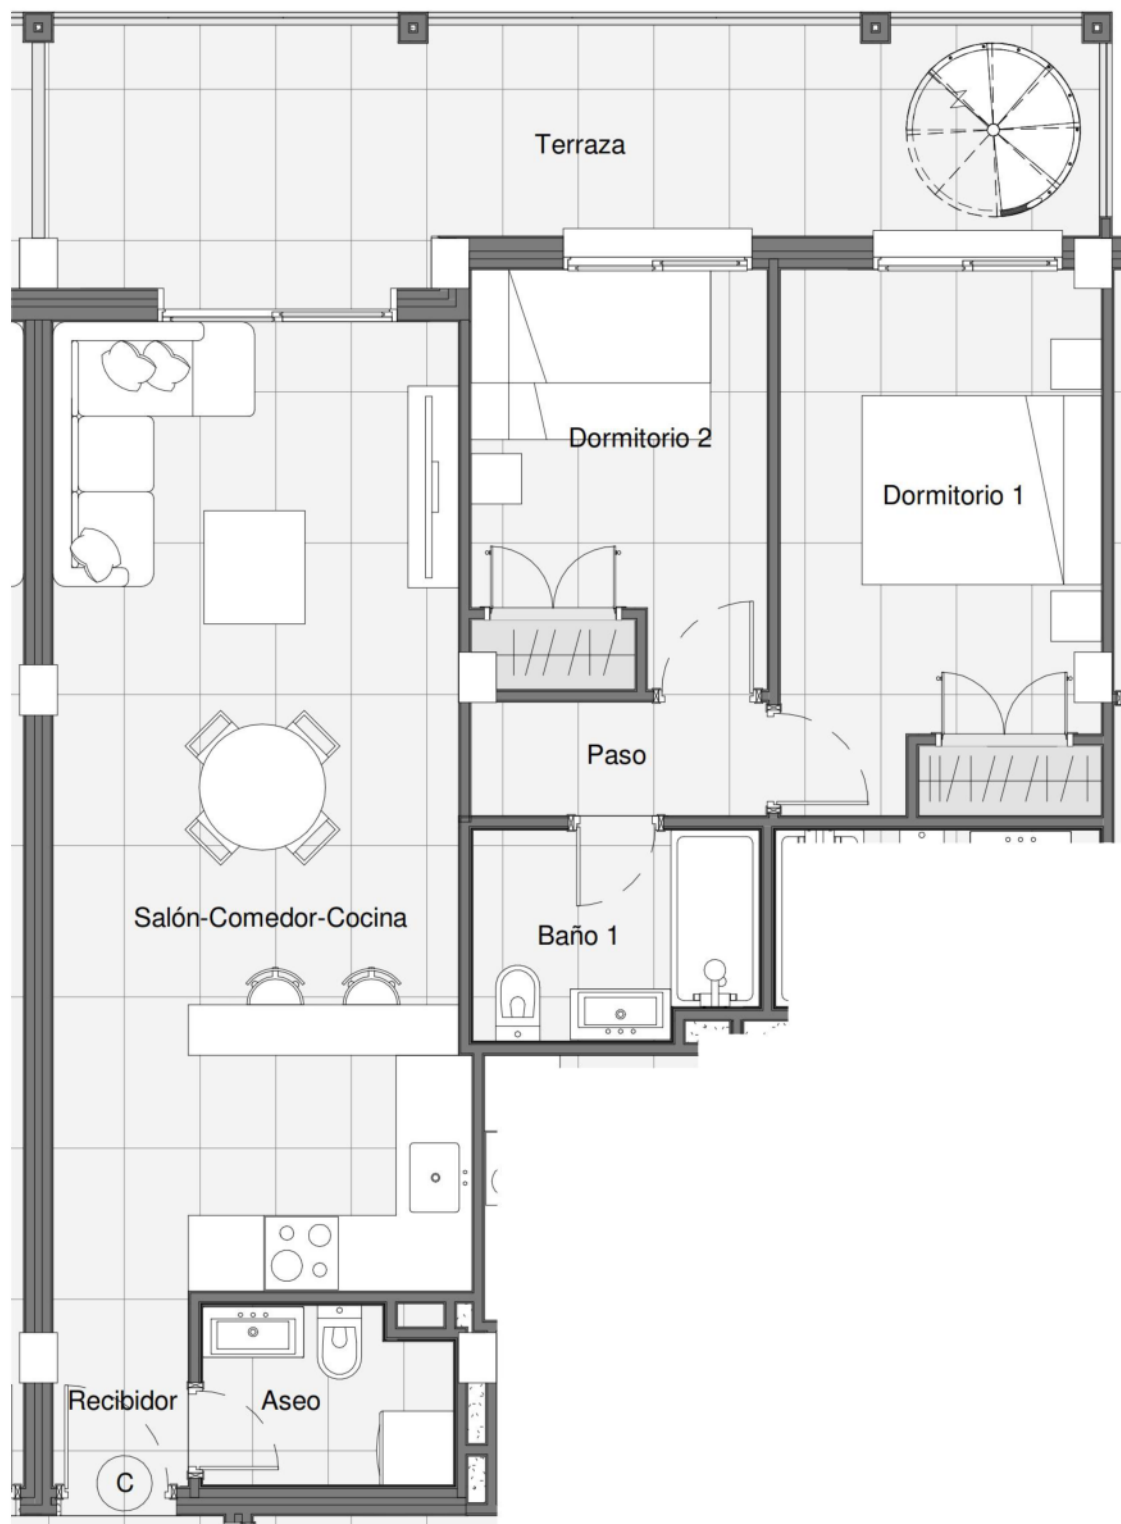 Terraza
Dormitorio 2
Dormitorio 1
Paso
Salón-Comedor-Cocina
Baño 1
Recibidor
Aseo
C